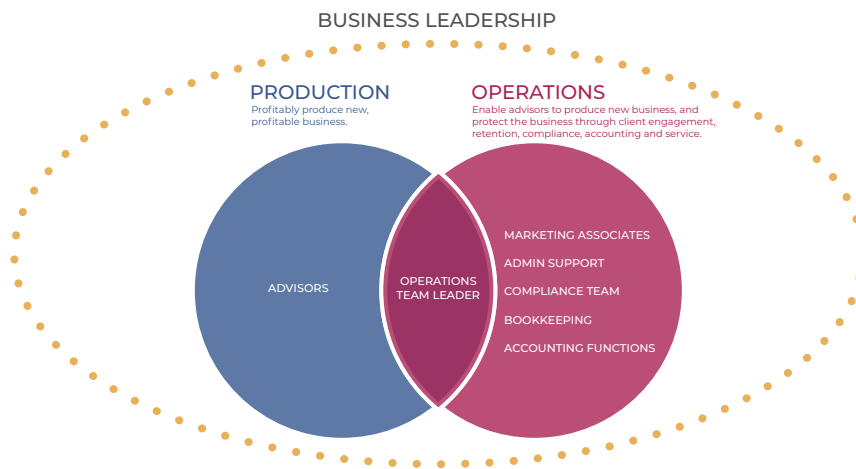 BUSINESS LEADERSHIP
PRODUCTION
Profitably produce new,
profitable business.
OPERATIONS
Enable advisors to produce new business, and
protect the business through client engagement,
retention, compliance, accounting and service.
ADVISORS
OPERATIONS
TEAM LEADER
MARKETING ASSOCIATES
ADMIN SUPPORT
COMPLIANCE TEAM
BOOKKEEPING
ACCOUNTING FUNCTIONS